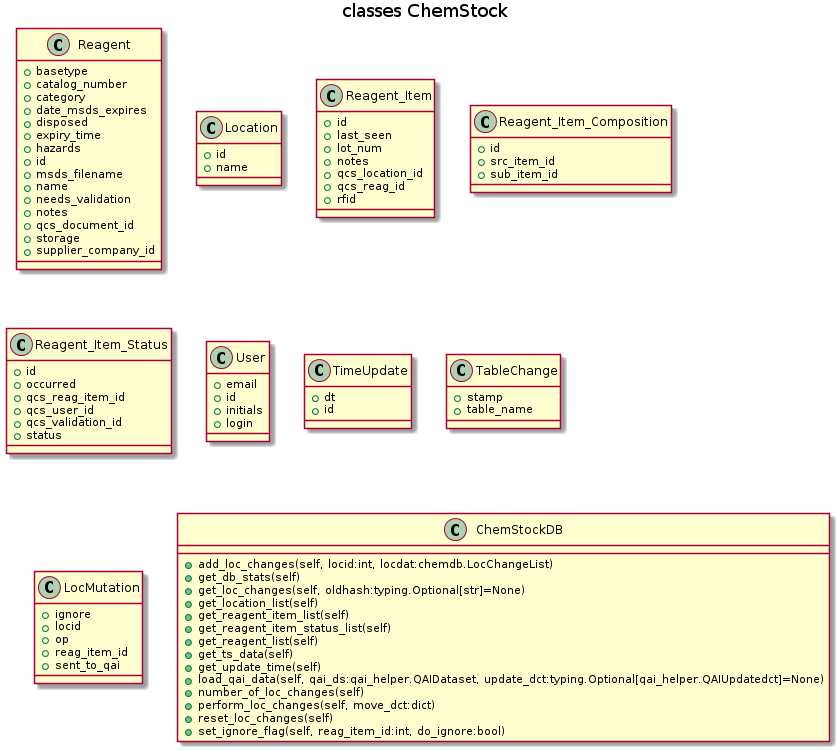 classes ChemStock
C Reagent
basetype
catalog_number
category
date_msds_expires
disposed
expiry_time
hazards
id
msds_filename
name
needs_validation
notes
qcs_document_id
storage
supplier_company_id
C Location
id
name
C Reagent_Item
id
last_seen
lot_num
notes
qcs_location_id
qcs_reag_id
rfid
C Reagent_Item_Composition
id
src_item_id
sub_item_id
C Reagent_Item_Status
id
occurred
qcs_reag_item_id
qcs_user_id
qcs_validation_id
status
C User
email
id
initials
login
C TimeUpdate
dt
id
C TableChange
stamp
table_name
C LocMutation
ignore
locid
op
reag_item_id
sent_to_qai
C ChemStockDB
add_loc_changes(self, locid:int, locdat:chemdb.LocChangeList)
get_db_stats(self)
get_loc_changes(self, oldhash:typing.Optional[str]=None)
get_location_list(self)
get_reagent_item_list(self)
get_reagent_item_status_list(self)
get_reagent_list(self)
get_ts_data(self)
get_update_time(self)
load_qai_data(self, qai_ds:qai_helper.QAIDataset, update_dct:typing.Optional[qai_helper.QAIUpdatedct]=None)
number_of_loc_changes(self)
perform_loc_changes(self, move_dct:dict)
reset_loc_changes(self)
set_ignore_flag(self, reag_item_id:int, do_ignore:bool)